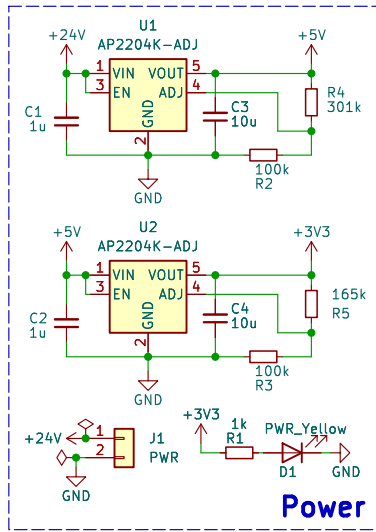 +24V U1 +5V
AP2204K-ADJ
1 VIN VOUT 5
3 EN ADJ 4
GND
2
C1
1u
C3
10u
R4
301k
100k
R2
GND
+5V U2 +3V3
AP2204K-ADJ
1 VIN VOUT 5
3 EN ADJ 4
GND
2
C2
1u
C4
10u
165k
R5
100k
R3
GND
+24V
1
2
J1
PWR
GND
+3V3
1k
R1
PWR_Yellow
D1
GND
Power